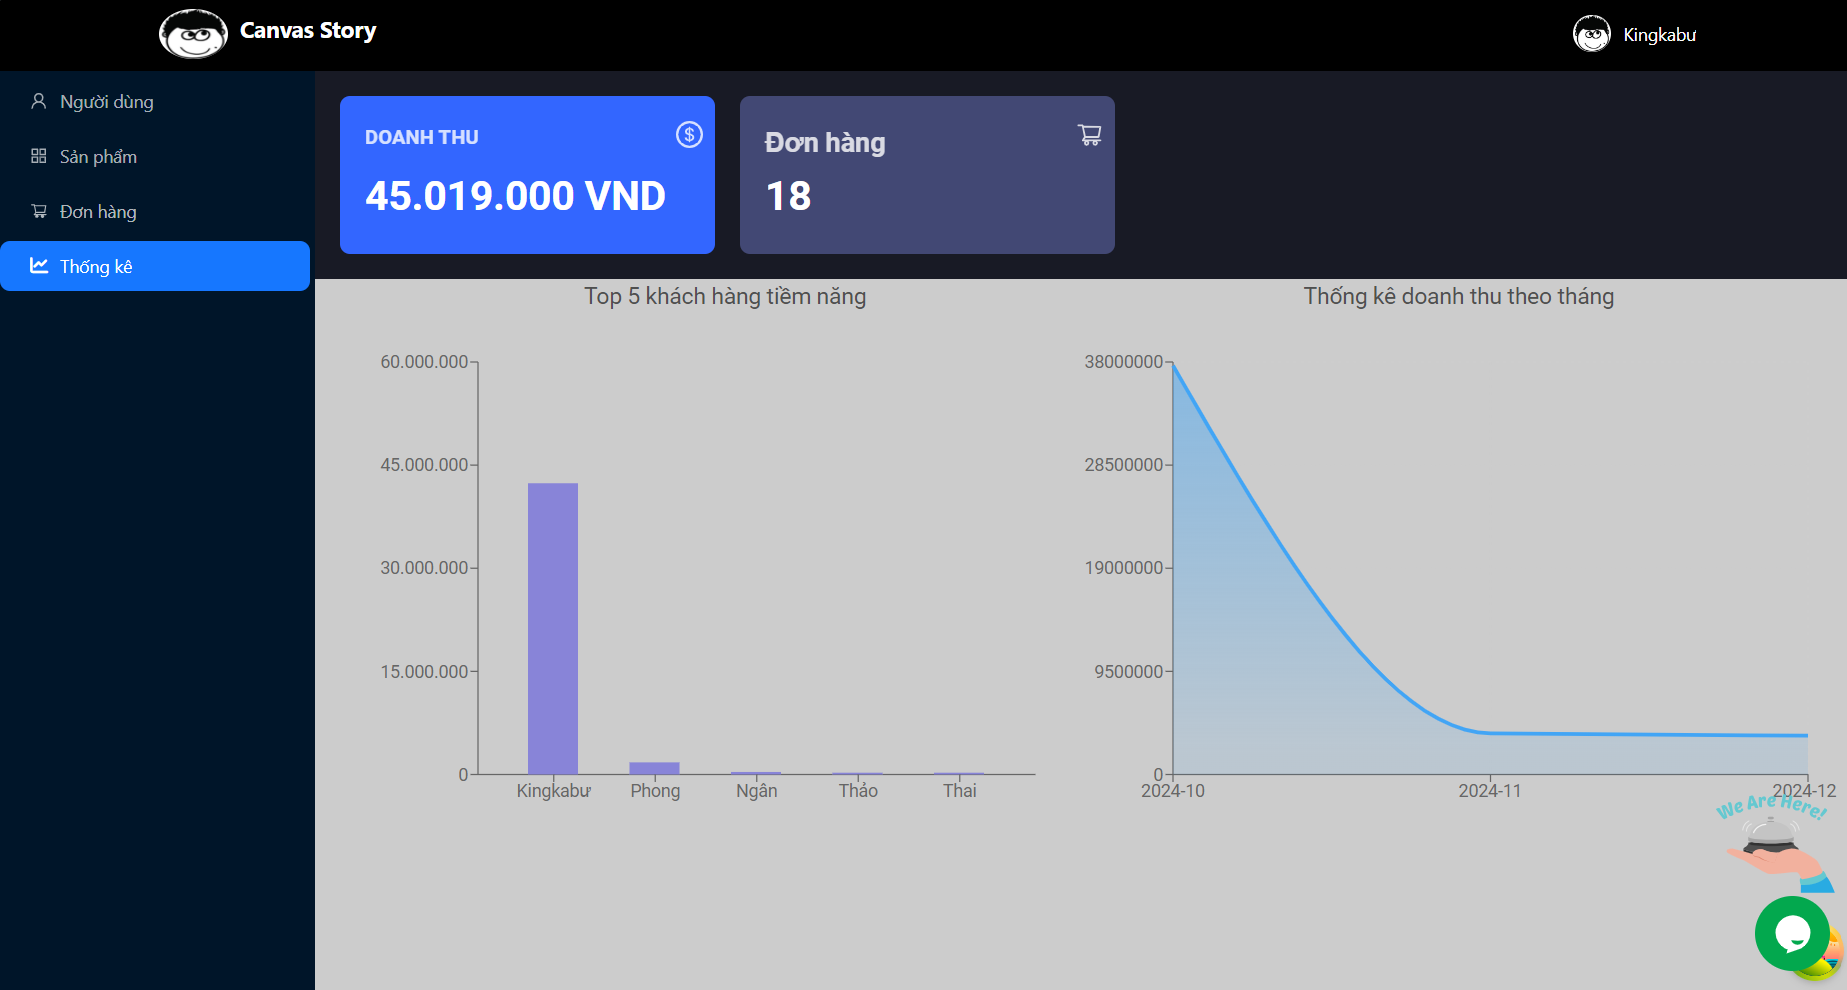 Canvas Story
Kingkabư
Người dùng
Sản phẩm
Đơn hàng
Thống kê
DOANH THU
45.019.000 VND
Đơn hàng
18
Top 5 khách hàng tiềm năng
60.000.000
45.000.000
30.000.000
15.000.000
0
Kingkabư Phong Ngân Thảo Thai
Thống kê doanh thu theo tháng
38000000
28500000
19000000
9500000
0
2024-10 2024-11 2024-12
We Are Here!